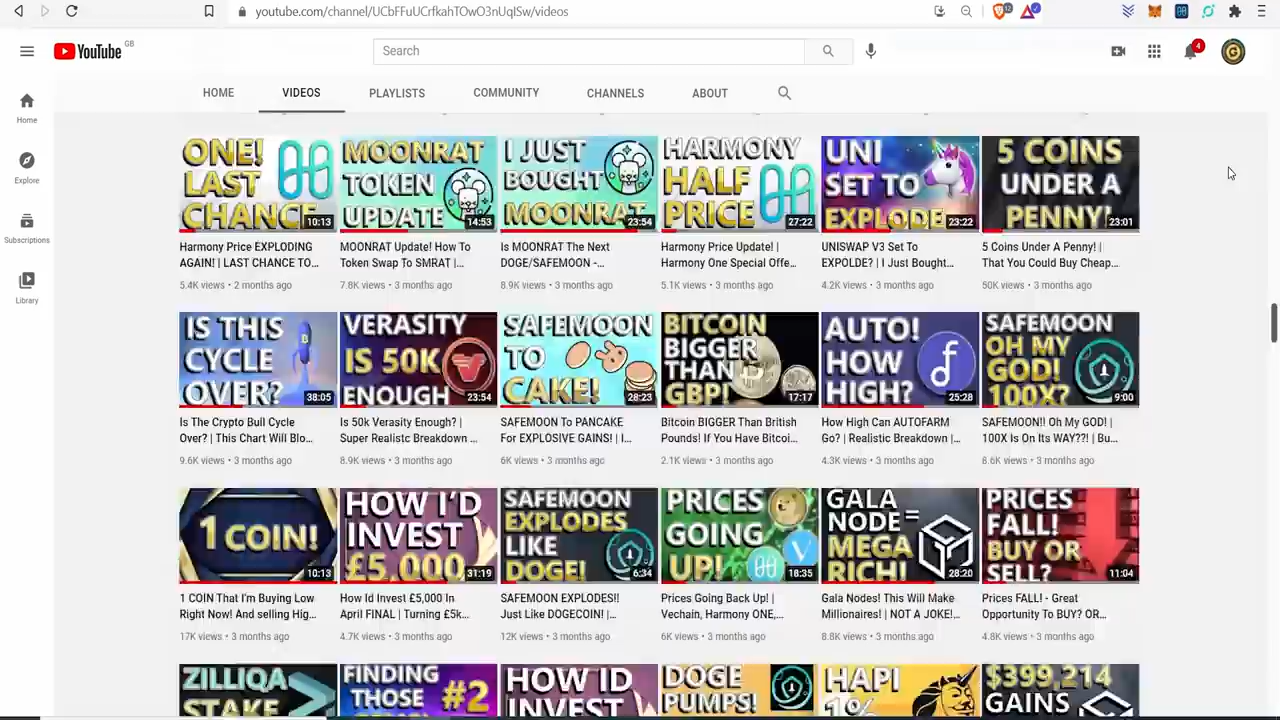 youtube.com/channel/UCbFFuUCrfkahTOwO3nUqISw/videos
YouTube GB
Search
4
HOME VIDEOS PLAYLISTS COMMUNITY CHANNELS ABOUT
Home
Explore
Subscriptions
Library
ONE!
LAST
CHANCE
10:13
Harmony Price EXPLODING
AGAIN! | LAST CHANCE TO...
5.4K views • 2 months ago
MOONRAT
TOKEN
UPDATE
14:53
MOONRAT Update! How To
Token Swap To SMRAT |...
7.8K views • 3 months ago
I JUST
BOUGHT
MOONRAT
23:54
Is MOONRAT The Next
DOGE/SAFEMOON -...
8.9K views • 3 months ago
HARMONY
HALF
PRICE
27:22
Harmony Price Update! |
Harmony One Special Offe...
5.1K views • 3 months ago
UNI
SET TO
EXPLODE
23:22
UNISWAP V3 Set To
EXPOLDE? | I Just Bought...
4.2K views • 3 months ago
5 COINS
UNDER A
PENNY!
23:01
5 Coins Under A Penny! |
That You Could Buy Cheap...
50K views • 3 months ago
IS THIS
CYCLE
OVER?
38:05
Is The Crypto Bull Cycle
Over? | This Chart Will Blo...
9.6K views • 3 months ago
VERASITY
IS 50K
ENOUGH
23:54
Is 50k Verasity Enough? |
Super Realistc Breakdown ...
8.9K views • 3 months ago
SAFEMOON
TO
CAKE!
28:23
SAFEMOON To PANCAKE
For EXPLOSIVE GAINS! | I...
6K views • 3 months ago
BITCOIN
BIGGER
THAN
GBP!
17:17
Bitcoin BIGGER Than British
Pounds! If You Have Bitcoi...
2.1K views • 3 months ago
AUTO!
HOW
HIGH?
25:28
How High Can AUTOFARM
Go? | Realistic Breakdown |...
4.3K views • 3 months ago
SAFEMOON
OH MY
GOD!
100X?
9:00
SAFEMOON!! Oh My GOD! |
100X Is On Its WAY??! | Bu...
8.6K views • 3 months ago
1 COIN!
10:13
1 COIN That I'm Buying Low
Right Now! And selling Hig...
17K views • 3 months ago
HOW I'D
INVEST
£5,000
31:19
How Id Invest £5,000 In
April FINAL | Turning £5k...
4.7K views • 3 months ago
SAFEMOON
EXPLODES
LIKE
DOGE!
6:34
SAFEMOON EXPLODES!!
Just Like DOGECOIN! |...
12K views • 3 months ago
PRICES
GOING
UP!
18:35
Prices Going Back Up! |
Vechain, Harmony ONE,...
6K views • 3 months ago
GALA
NODE =
MEGA
RICH!
28:20
Gala Nodes! This Will Make
Millionaires! | NOT A JOKE!...
8.8K views • 3 months ago
PRICES
FALL!
BUY OR
SELL?
11:04
Prices FALL! - Great
Opportunity To BUY? OR...
4.8K views • 3 months ago
ZILLIQA
STAKE
FINDING
THOSE
#2
HOW ID
INVEST
DOGE
PUMPS!
HAPI
1%
$399,214
GAINS